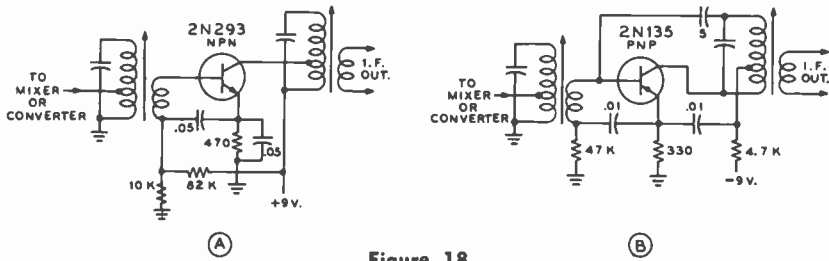 2N293
NPN
I.F.
OUT.
TO
MIXER
OR
CONVERTER
.05
470
.05
10 K
82 K
+9 V.
A
2N135
PNP
5
I.F.
OUT.
TO
MIXER
OR
CONVERTER
.01
.01
47 K
330
4.7 K
-9 V.
B
Figure 18